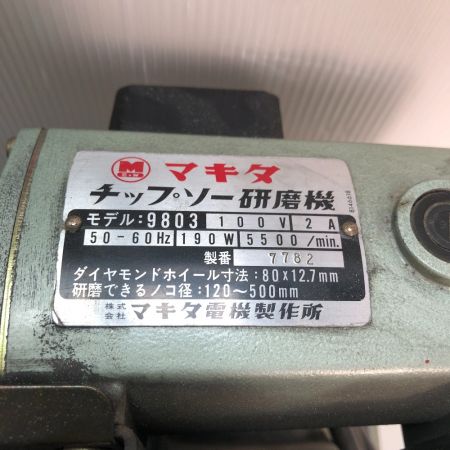 M マキタ
チップ・ソー研磨機
モデル:9803 100V 2A
50-60Hz 190W 5500/min.
製番 7782
ダイヤモンドホイール寸法:80×12.7mm
研磨できるノコ径:120〜500mm
株式会社 マキタ電機製作所